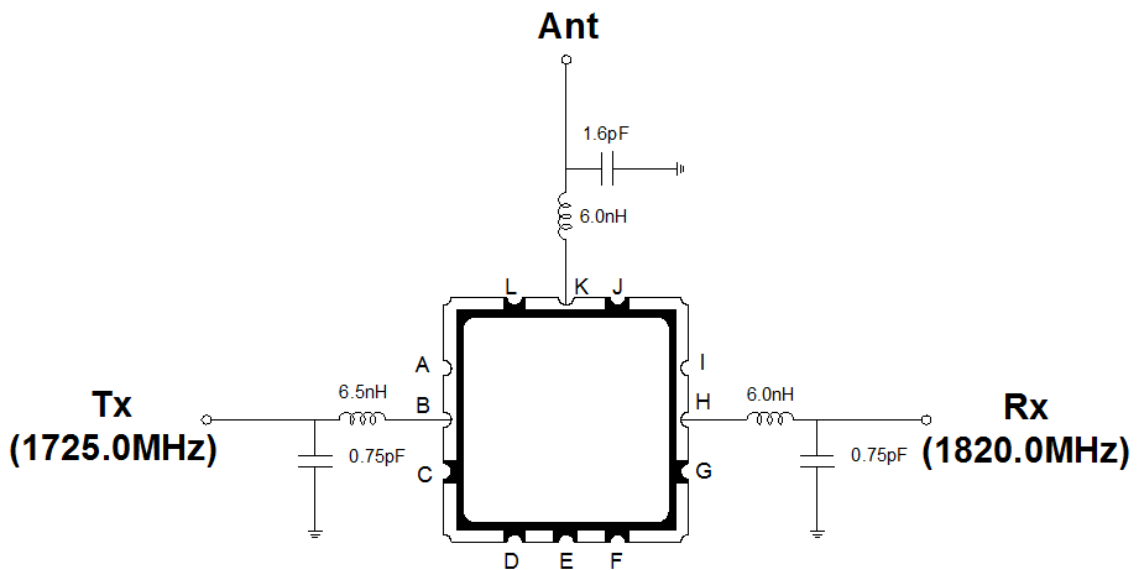 Ant
1.6pF
6.0nH
L K J
A I
6.5nH 6.0nH
B H
Tx
(1725.0MHz)
Rx
(1820.0MHz)
0.75pF 0.75pF
C G
D E F